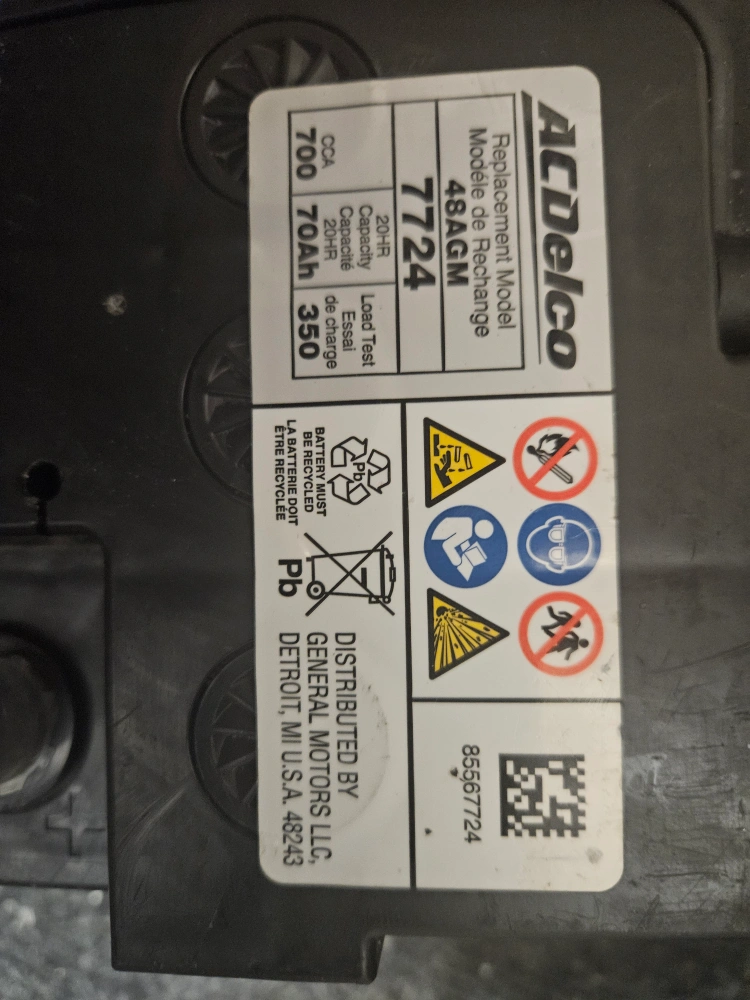 ACDelco
Replacement Model
Modéle de Rechange
48AGM
7724
CCA
700
20HR
Capacity
Capacité
20HR
70Ah
Load Test
Essai
de charge
350
Pb
BATTERY MUST
BE RECYCLED
LA BATTERIE DOIT
ÊTRE RECYCLÉE
Pb
DISTRIBUTED BY
GENERAL MOTORS LLC,
DETROIT, MI U.S.A. 48243
85567724
+